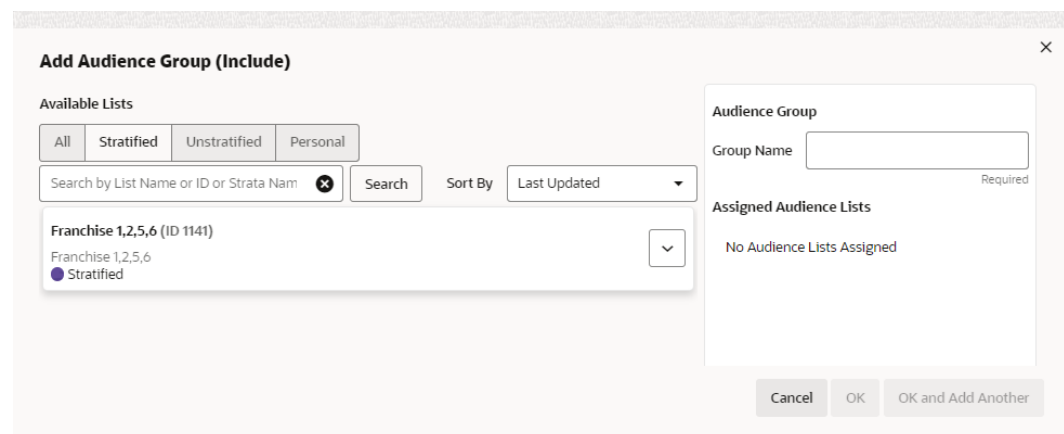 Add Audience Group (Include)
Available Lists
All Stratified Unstratified Personal
Search by List Name or ID or Strata Nam Search Sort By Last Updated
Franchise 1,2,5,6 (ID 1141)
Franchise 1,2,5,6
Stratified
Audience Group
Group Name
Required
Assigned Audience Lists
No Audience Lists Assigned
Cancel OK OK and Add Another